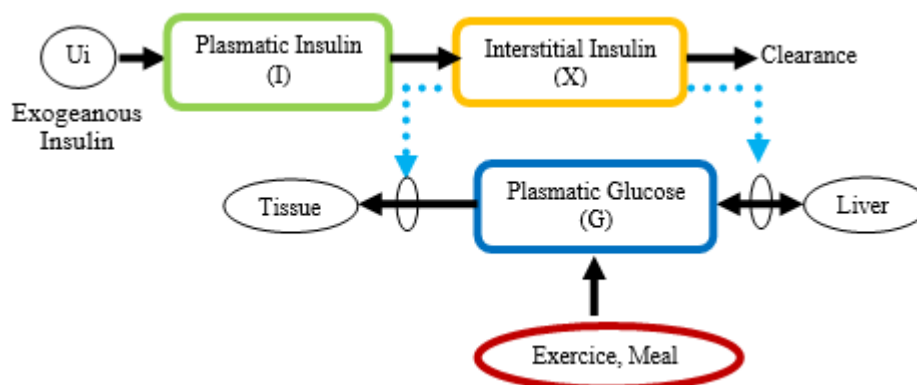 Ui
Plasmatic Insulin
(I)
Interstitial Insulin
(X)
Clearance
Exogeanous
Insulin
Tissue
Plasmatic Glucose
(G)
Liver
Exercice, Meal